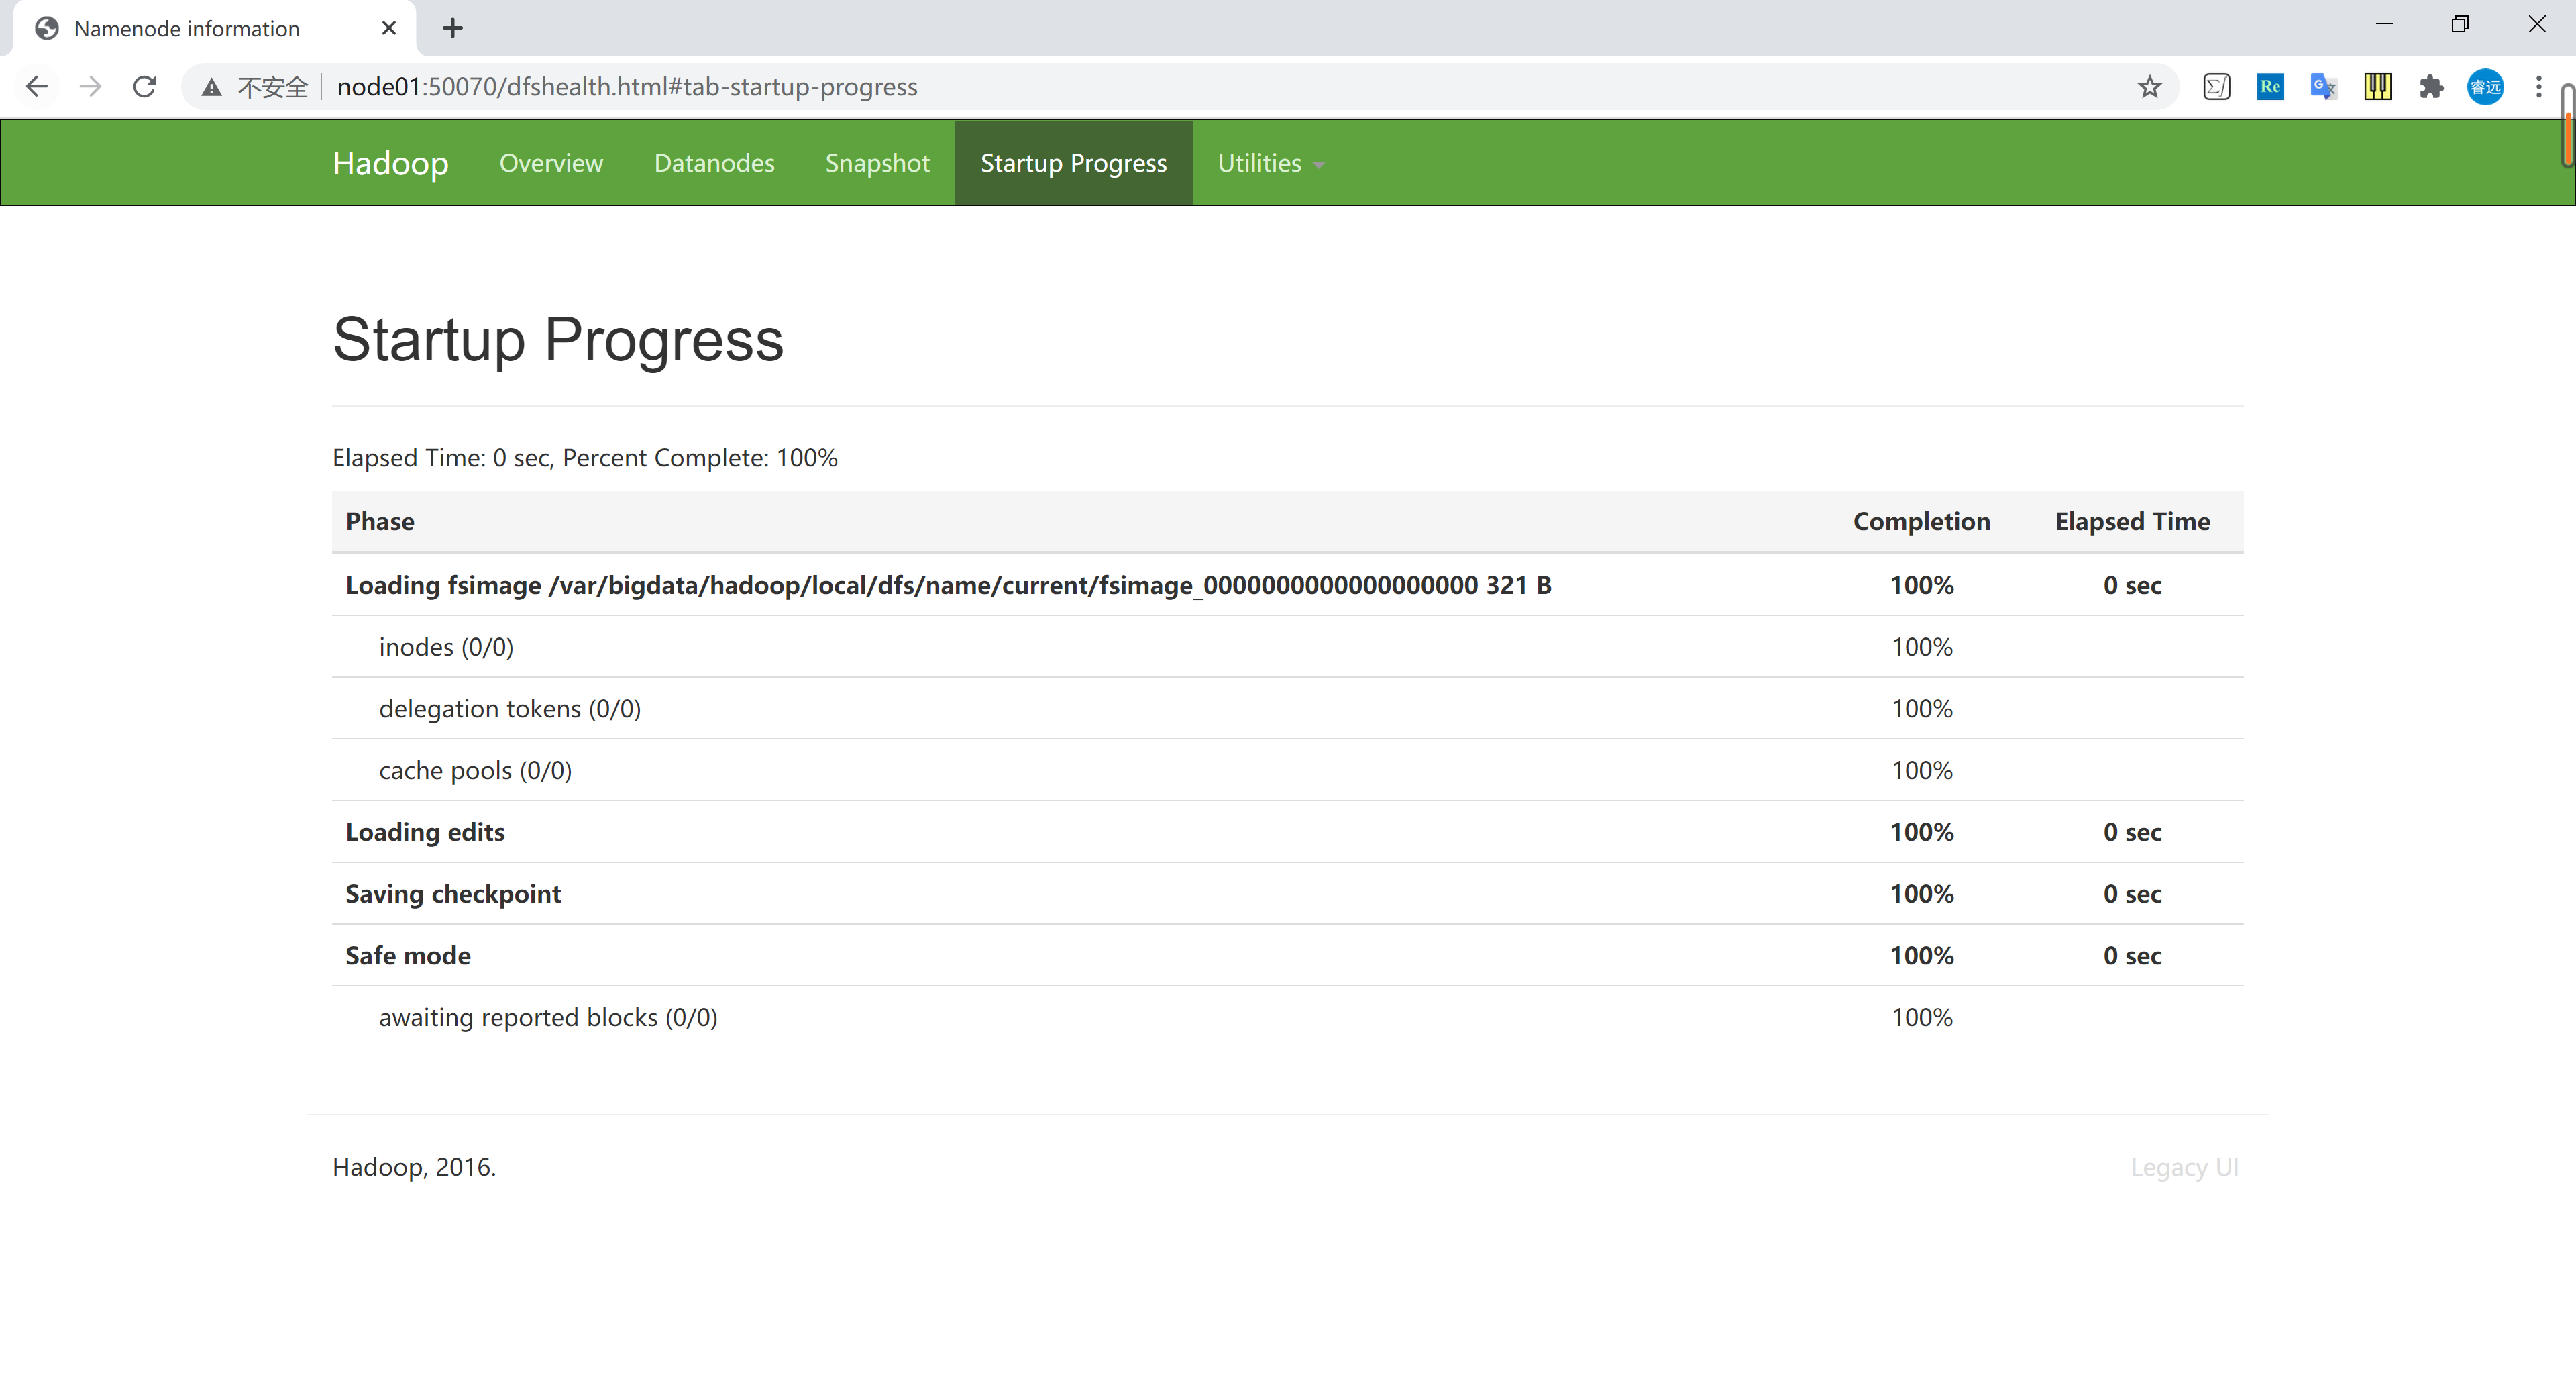 Namenode information
不安全 node01:50070/dfshealth.html#tab-startup-progress
Σ∫ Re G 文 睿远
Hadoop Overview Datanodes Snapshot Startup Progress Utilities
Startup Progress
Elapsed Time: 0 sec, Percent Complete: 100%
Phase Completion Elapsed Time
Loading fsimage /var/bigdata/hadoop/local/dfs/name/current/fsimage_0000000000000000000 321 B 100% 0 sec
inodes (0/0) 100%
delegation tokens (0/0) 100%
cache pools (0/0) 100%
Loading edits 100% 0 sec
Saving checkpoint 100% 0 sec
Safe mode 100% 0 sec
awaiting reported blocks (0/0) 100%
Hadoop, 2016. Legacy UI